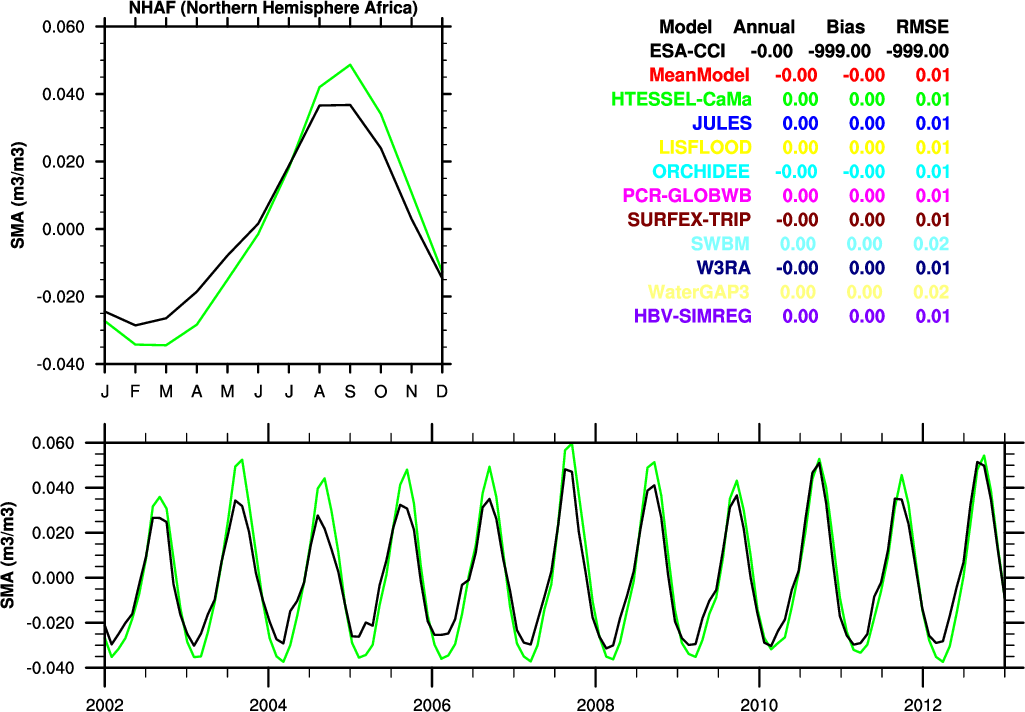 NHAF (Northern Hemisphere Africa)
0.060
0.040
0.020
0.000
-0.020
-0.040
SMA (m3/m3)
J F M A M J J A S O N D
Model Annual Bias RMSE
ESA-CCI -0.00 -999.00 -999.00
MeanModel -0.00 -0.00 0.01
HTESSEL-CaMa 0.00 0.00 0.01
JULES 0.00 0.00 0.01
LISFLOOD 0.00 0.00 0.01
ORCHIDEE -0.00 -0.00 0.01
PCR-GLOBWB 0.00 0.00 0.01
SURFEX-TRIP -0.00 0.00 0.01
SWBM 0.00 0.00 0.02
W3RA -0.00 0.00 0.01
WaterGAP3 0.00 0.00 0.02
HBV-SIMREG 0.00 0.00 0.01
0.060
0.040
0.020
0.000
-0.020
-0.040
SMA (m3/m3)
2002 2004 2006 2008 2010 2012